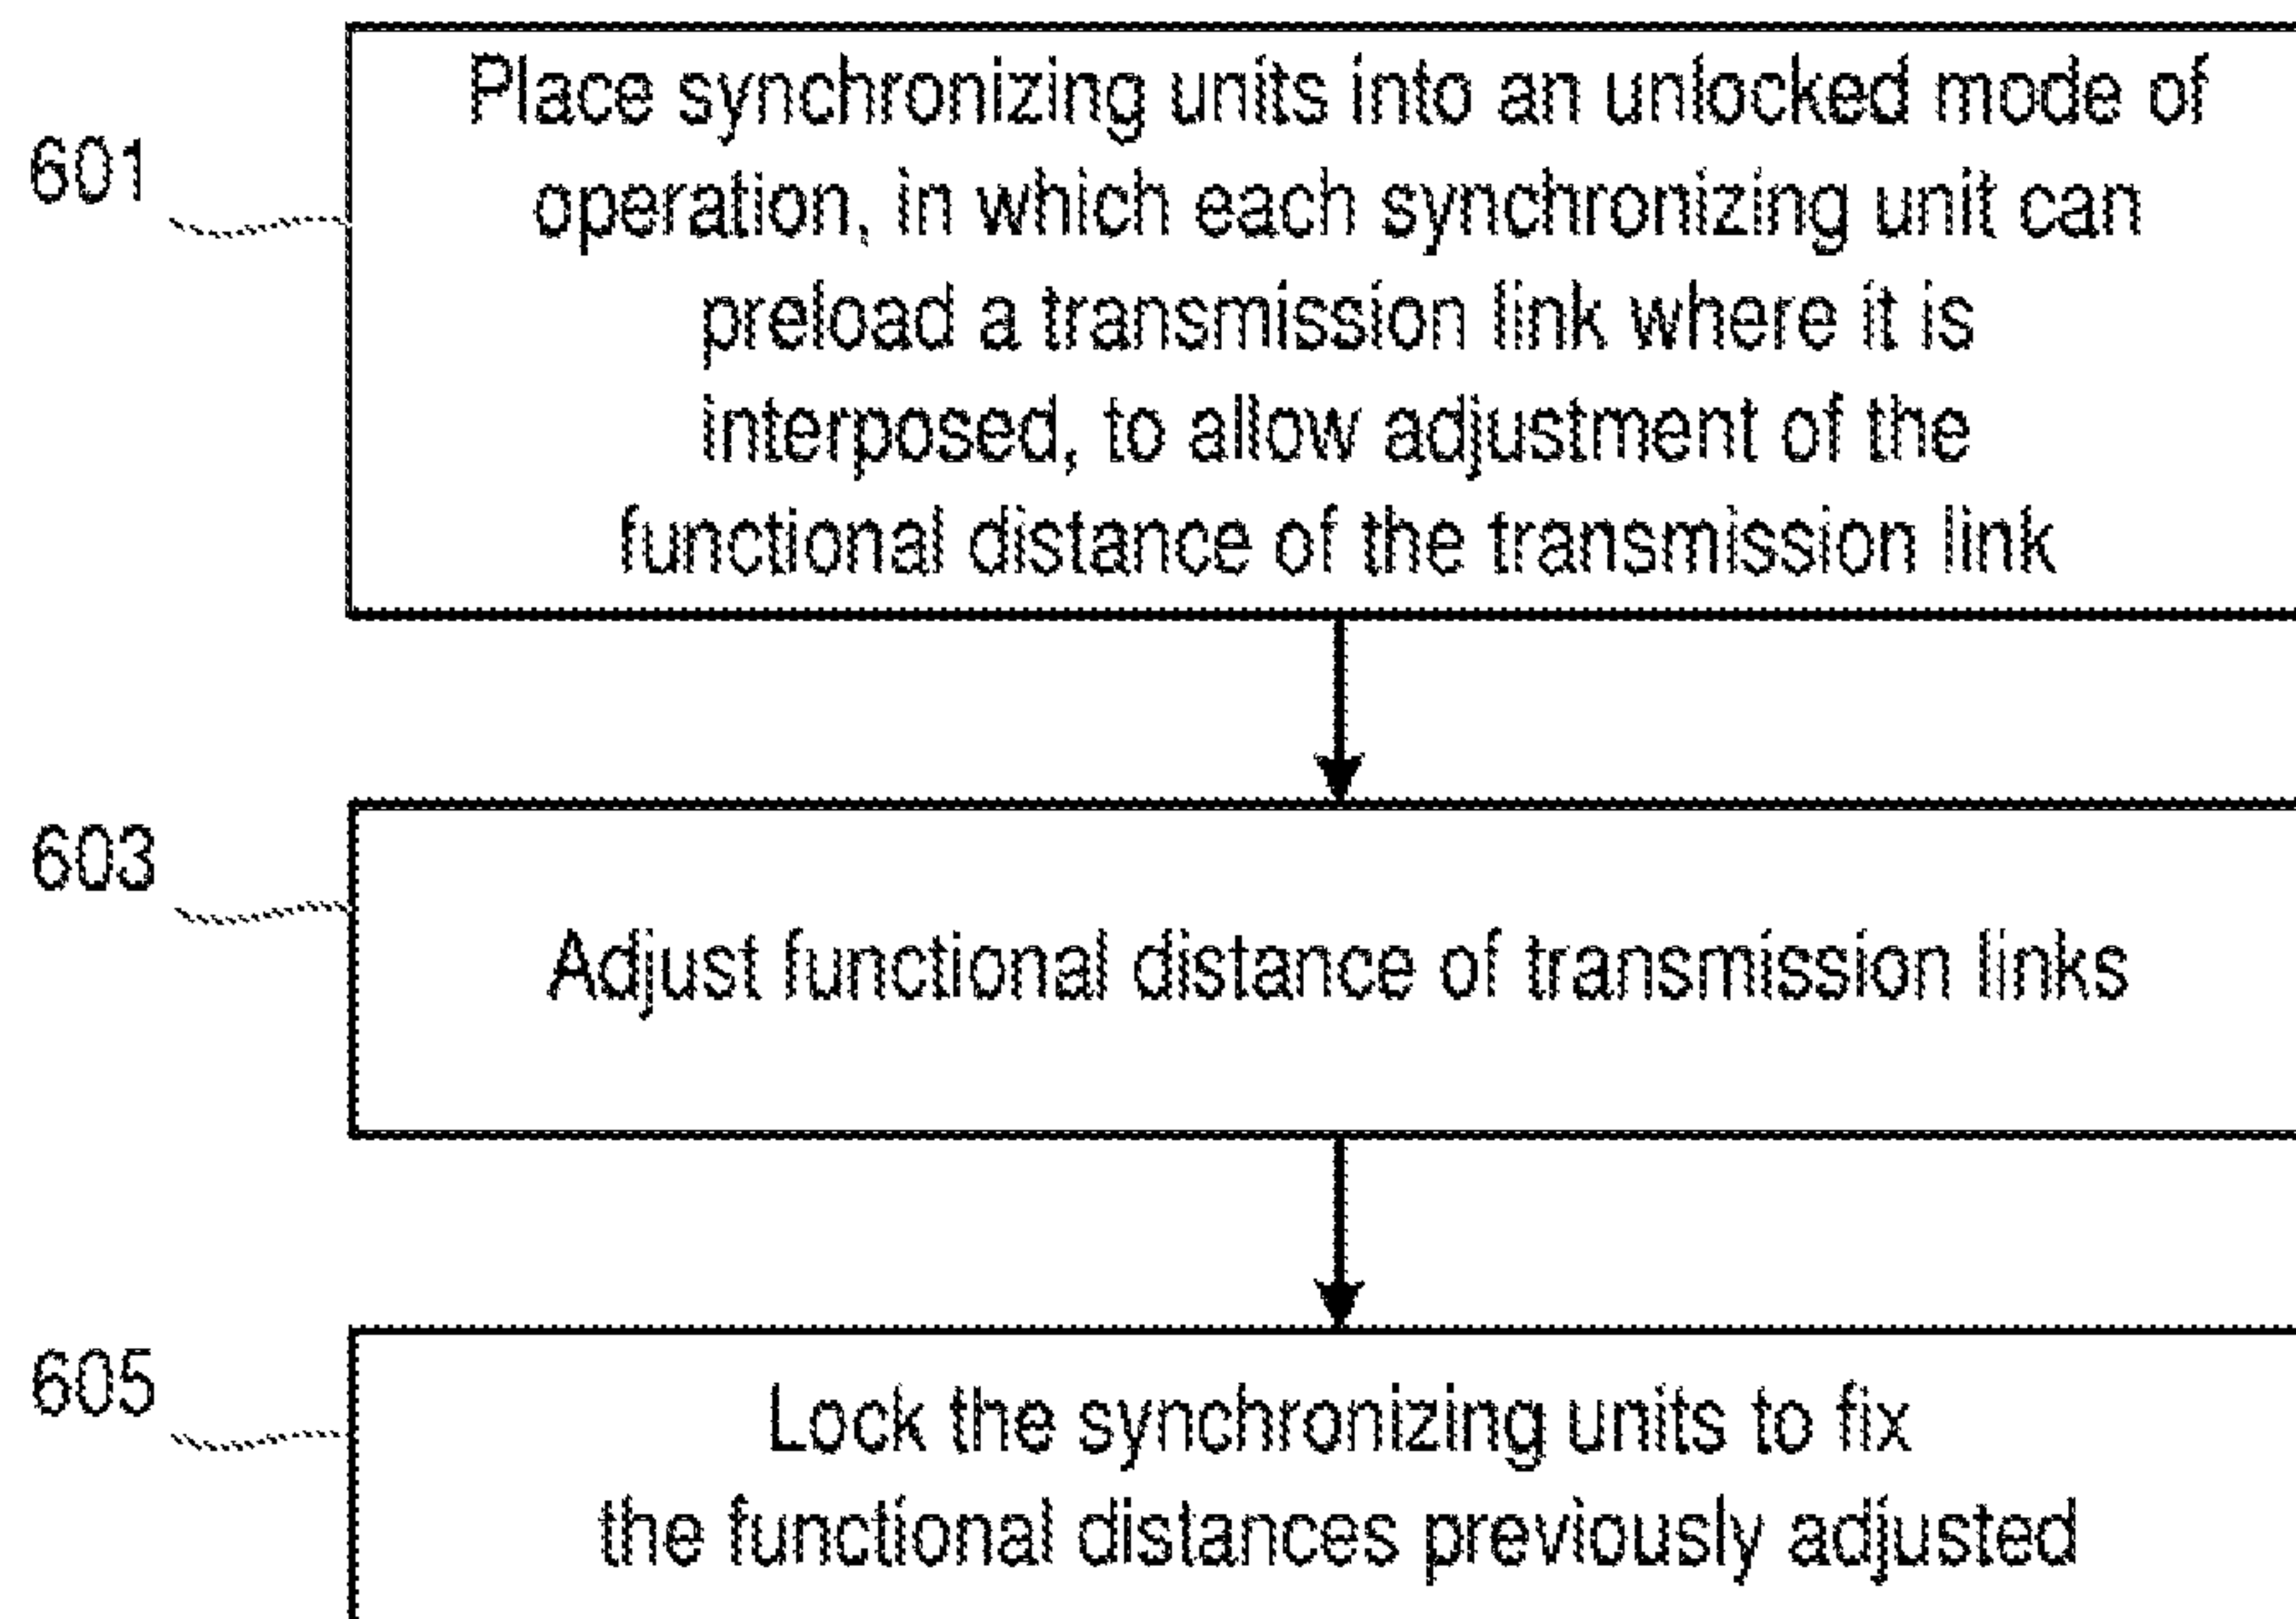 601
Place synchronizing units into an unlocked mode of
operation, in which each synchronizing unit can
preload a transmission link where it is
interposed, to allow adjustment of the
functional distance of the transmission link
603
Adjust functional distance of transmission links
605
Lock the synchronizing units to fix
the functional distances previously adjusted